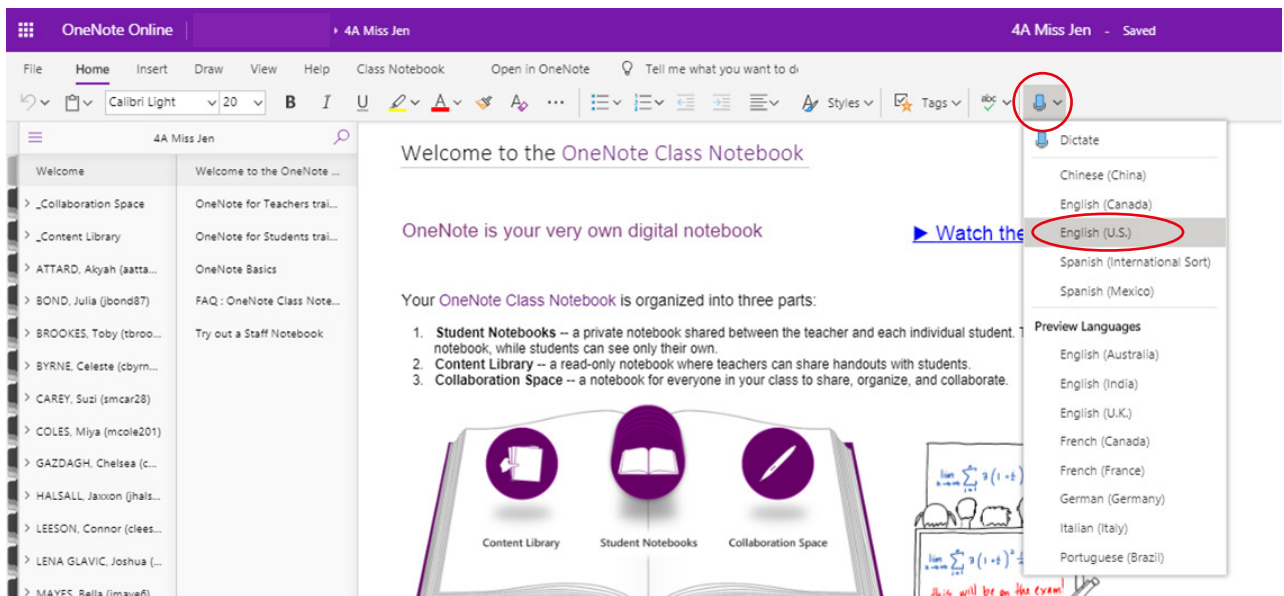 OneNote Online
4A Miss Jen
4A Miss Jen - Saved
File Home Insert Draw View Help Class Notebook Open in OneNote Tell me what you want to d
Calibri Light 20 B I U A A ... Styles Tags abc
4A Miss Jen
Welcome
_Collaboration Space
_Content Library
ATTARD, Akyah (aatta...
BOND, Julia (jbond87)
BROOKES, Toby (tbroo...
BYRNE, Celeste (cbyrn...
CAREY, Suzi (smcar28)
COLES, Miya (mcole201)
GAZDAGH, Chelsea (c...
HALSALL, Jaxxon (jhals...
LEESON, Connor (clees...
LENA GLAVIC, Joshua (...
MAYES, Bella (imaye6)
Welcome to the OneNote ...
OneNote for Teachers trai...
OneNote for Students trai...
OneNote Basics
FAQ : OneNote Class Note...
Try out a Staff Notebook
Welcome to the OneNote Class Notebook
OneNote is your very own digital notebook
▶ Watch the
Your OneNote Class Notebook is organized into three parts:
1. Student Notebooks -- a private notebook shared between the teacher and each individual student. T
notebook, while students can see only their own.
2. Content Library -- a read-only notebook where teachers can share handouts with students.
3. Collaboration Space -- a notebook for everyone in your class to share, organize, and collaborate.
Content Library
Student Notebooks
Collaboration Space
this will be on the exam!
Dictate
Chinese (China)
English (Canada)
English (U.S.)
Spanish (International Sort)
Spanish (Mexico)
Preview Languages
English (Australia)
English (India)
English (U.K.)
French (Canada)
French (France)
German (Germany)
Italian (Italy)
Portuguese (Brazil)